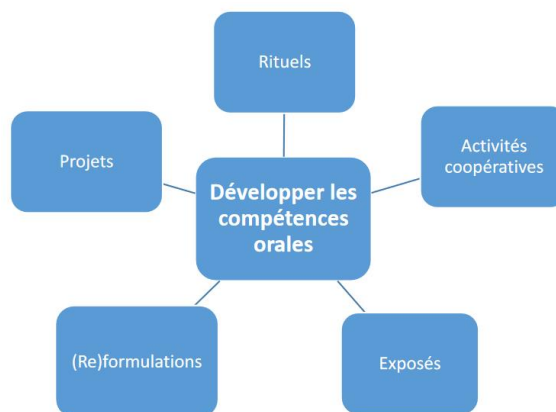 Rituels
Projets
Activités
coopératives
Développer les
compétences
orales
(Re)formulations
Exposés